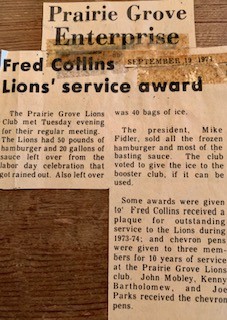 Prairie Grove
Enterprise
Fred Collins
SEPTEMBER 19 1974
Lions' service award
The Prairie Grove Lions
Club met Tuesday evening
for their regular meeting.
The Lions had 50 pounds of
hamburger and 20 gallons of
sauce left over from the
labor day celebration that
got rained out. Also left over
was 40 bags of ice.
The president, Mike
Fidler, sold all the frozen
hamburger and most of the
basting sauce. The club
voted to give the ice to the
booster club, if it can be
used.
Some awards were given
to' Fred Collins received a
plaque for outstanding
service to the Lions during
1973-74; and chevron pens
were given to three mem-
bers for 10 years of service
at the Prairie Grove Lions
club. John Mobley, Kenny
Bartholomew, and Joe
Parks received the chevron
pens.